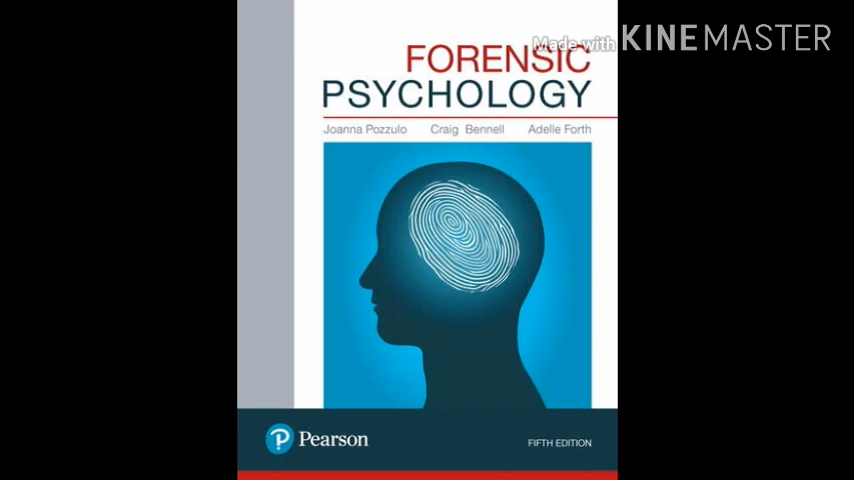 Made with KINEMASTER
FORENSIC
PSYCHOLOGY
Joanna Pozzulo Craig Bennell Adelle Forth
Pearson
FIFTH EDITION